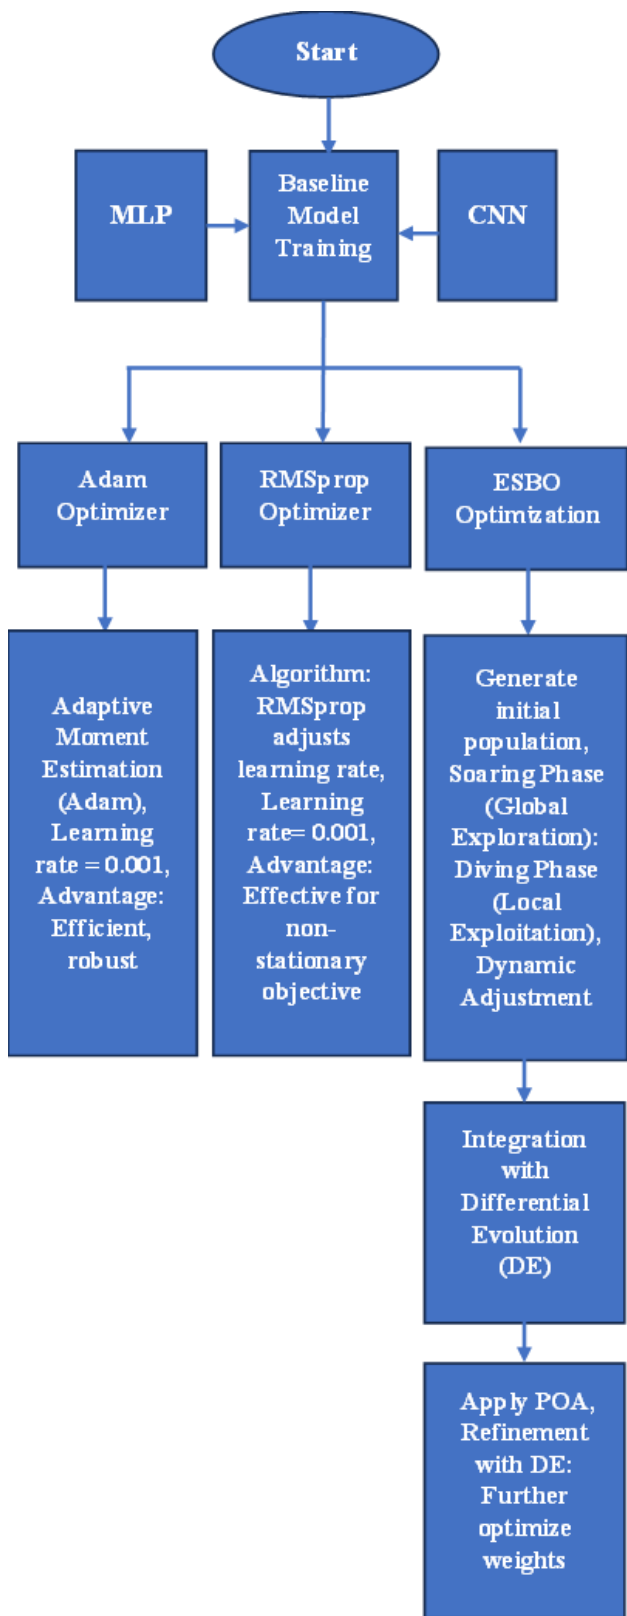 Start
MLP
Baseline
Model
Training
CNN
Adam
Optimizer
RMSprop
Optimizer
ESBO
Optimization
Adaptive
Moment
Estimation
(Adam),
Learning
rate = 0.001,
Advantage:
Efficient,
robust
Algorithm:
RMSprop
adjusts
learning rate,
Learning
rate= 0.001,
Advantage:
Effective for
non-
stationary
objective
Generate
initial
population,
Soaring Phase
(Global
Exploration):
Diving Phase
(Local
Exploitation),
Dynamic
Adjustment
Integration
with
Differential
Evolution
(DE)
Apply POA,
Refinement
with DE:
Further
optimize
weights